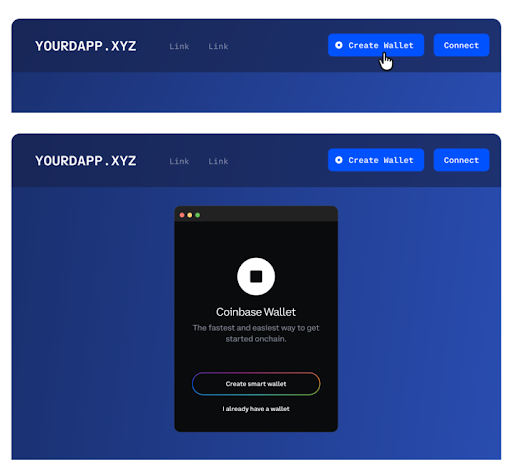 YOURDAPP.XYZ Link Link Create Wallet Connect
YOURDAPP.XYZ Link Link Create Wallet Connect
Coinbase Wallet
The fastest and easiest way to get
started onchain.
Create smart wallet
I already have a wallet